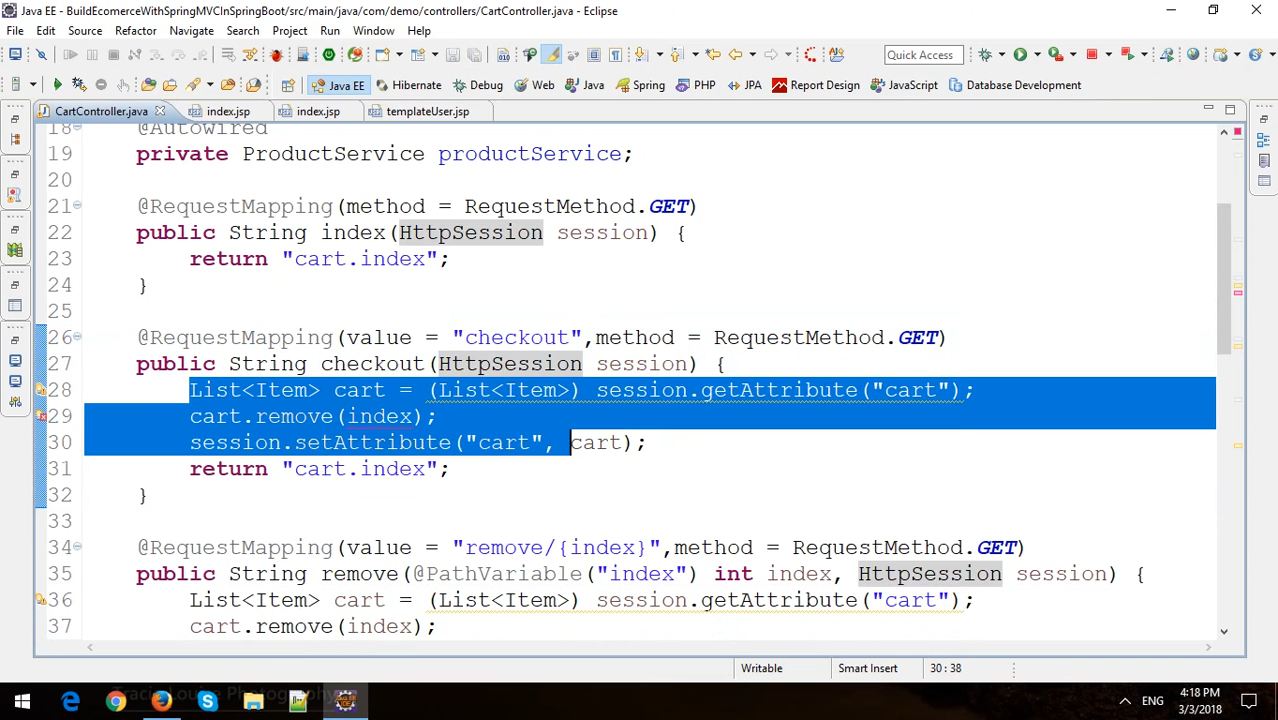 Java EE - BuildEcomerceWithSpringMVCInSpringBoot/src/main/java/com/demo/controllers/CartController.java - Eclipse
File Edit Source Refactor Navigate Search Project Run Window Help
Quick Access
Java EE Hibernate Debug Web Java Spring PHP JPA Report Design JavaScript Database Development
CartController.java index.jsp index.jsp templateUser.jsp
18 @Autowired
19 private ProductService productService;
20
21 @RequestMapping(method = RequestMethod.GET)
22 public String index(HttpSession session) {
23 return "cart.index";
24 }
25
26 @RequestMapping(value = "checkout",method = RequestMethod.GET)
27 public String checkout(HttpSession session) {
28 List<Item> cart = (List<Item>) session.getAttribute("cart");
29 cart.remove(index);
30 session.setAttribute("cart", cart);
31 return "cart.index";
32 }
33
34 @RequestMapping(value = "remove/{index}",method = RequestMethod.GET)
35 public String remove(@PathVariable("index") int index, HttpSession session) {
36 List<Item> cart = (List<Item>) session.getAttribute("cart");
37 cart.remove(index);
Writable Smart Insert 30 : 38
Tracie Louise Photography
ENG 4:18 PM
3/3/2018